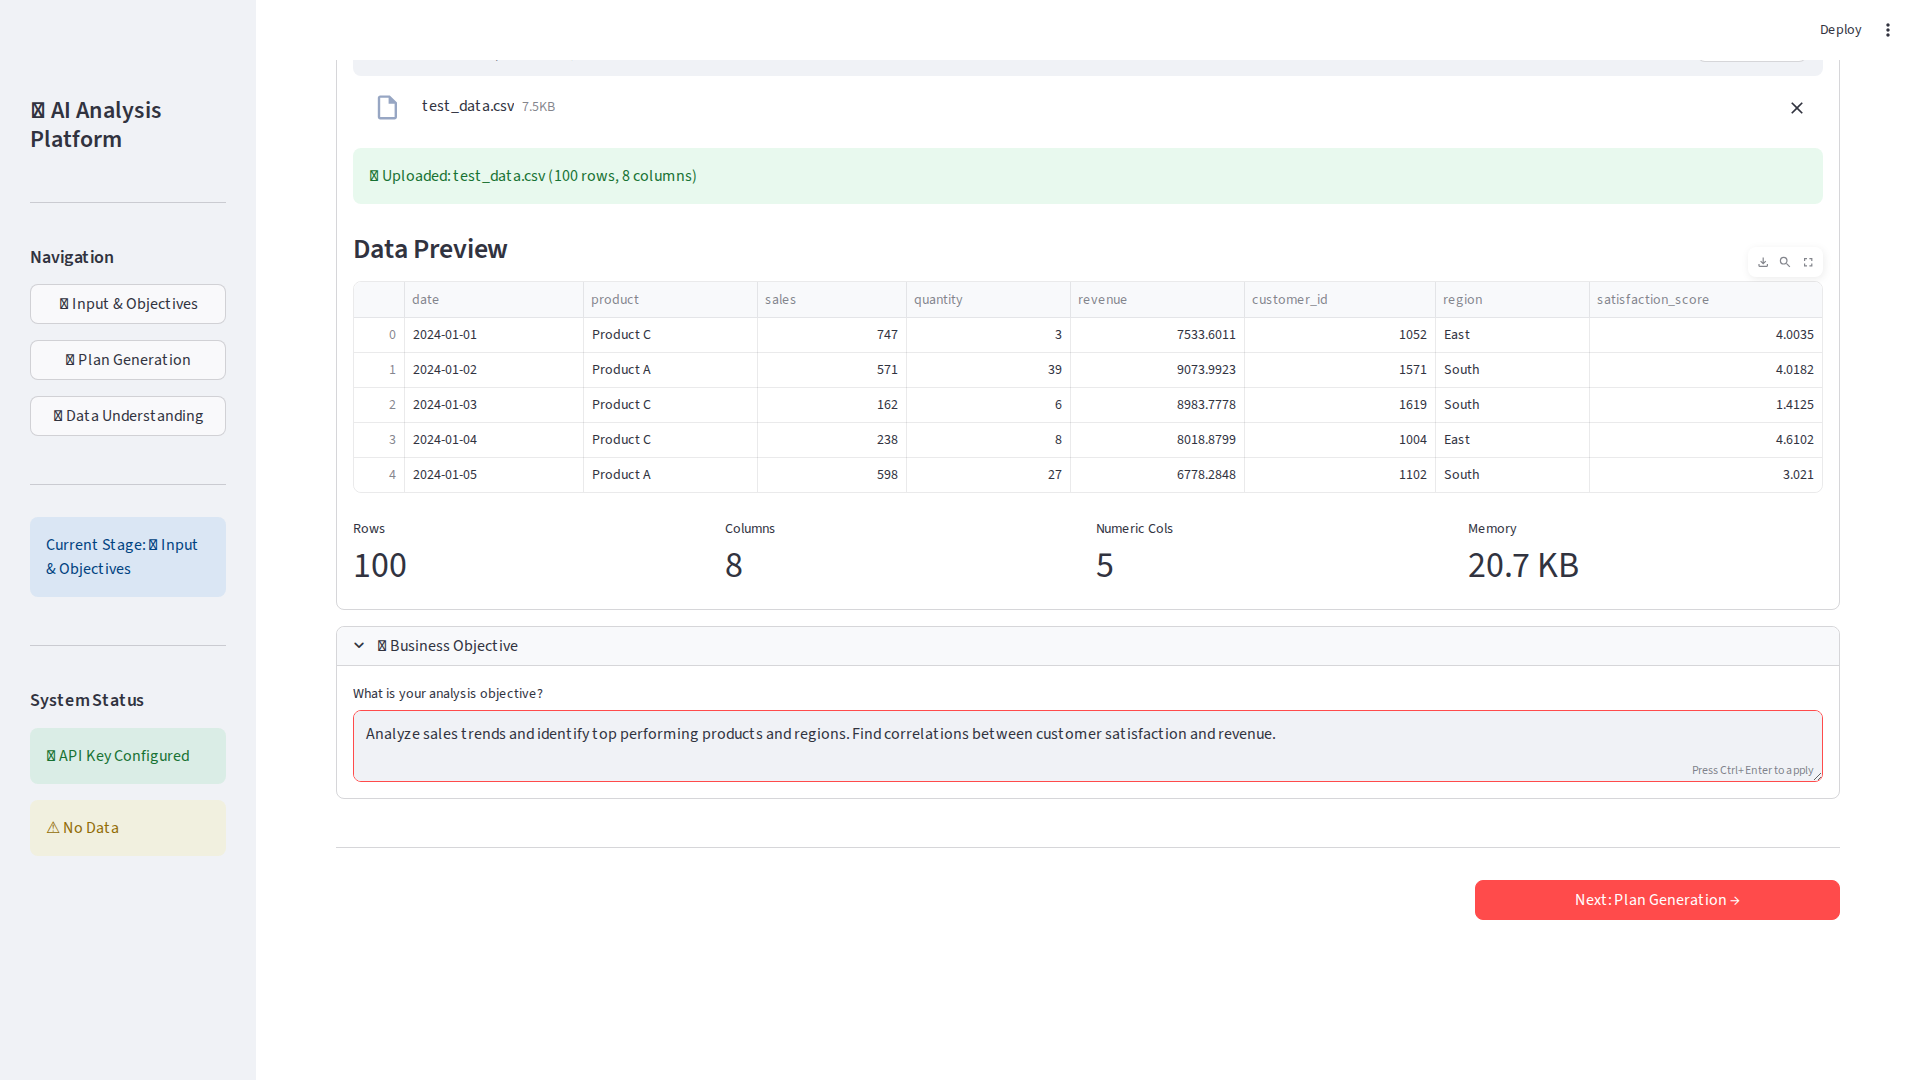 Deploy
AI Analysis
Platform
Navigation
Input & Objectives
Plan Generation
Data Understanding
Current Stage: Input
& Objectives
System Status
API Key Configured
⚠ No Data
test_data.csv 7.5KB
Uploaded: test_data.csv (100 rows, 8 columns)
Data Preview
date product sales quantity revenue customer_id region satisfaction_score
0 2024-01-01 Product C 747 3 7533.6011 1052 East 4.0035
1 2024-01-02 Product A 571 39 9073.9923 1571 South 4.0182
2 2024-01-03 Product C 162 6 8983.7778 1619 South 1.4125
3 2024-01-04 Product C 238 8 8018.8799 1004 East 4.6102
4 2024-01-05 Product A 598 27 6778.2848 1102 South 3.021
Rows Columns Numeric Cols Memory
100 8 5 20.7 KB
Business Objective
What is your analysis objective?
Analyze sales trends and identify top performing products and regions. Find correlations between customer satisfaction and revenue.
Press Ctrl+Enter to apply
Next: Plan Generation →